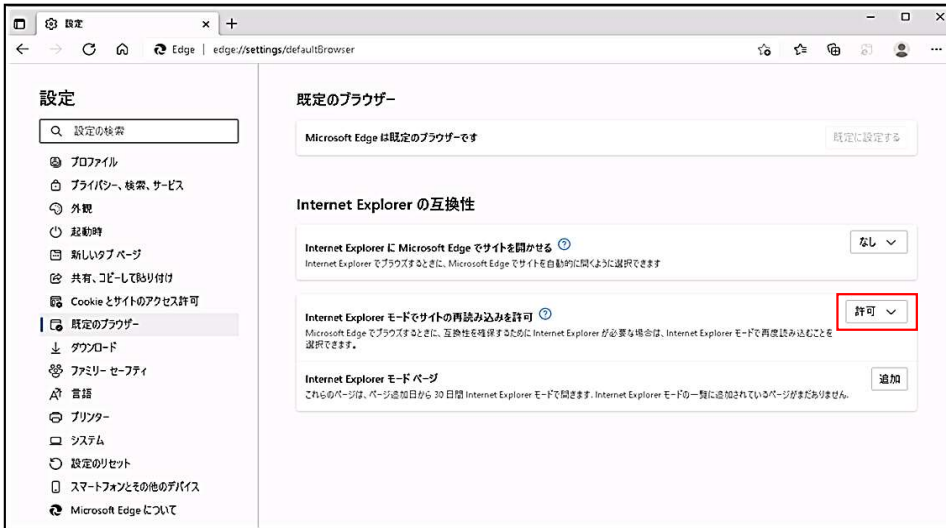 設定
Edge | edge://settings/defaultBrowser
設定
設定の検索
プロファイル
プライバシー、検索、サービス
外観
起動時
新しいタブ ページ
共有、コピーして貼り付け
Cookie とサイトのアクセス許可
既定のブラウザー
ダウンロード
ファミリー セーフティ
言語
プリンター
システム
設定のリセット
スマートフォンとその他のデバイス
Microsoft Edge について
既定のブラウザー
Microsoft Edge は既定のブラウザーです
既定に設定する
Internet Explorer の互換性
Internet Explorer に Microsoft Edge でサイトを開かせる
なし
Internet Explorer でブラウズするときに、Microsoft Edge でサイトを自動的に開くように選択できます
Internet Explorer モードでサイトの再読み込みを許可
許可
Microsoft Edge でブラウズするときに、互換性を確保するために Internet Explorer が必要な場合は、Internet Explorer モードで再度読み込むことを
選択できます。
Internet Explorer モード ページ
追加
これらのページは、ページ追加日から 30 日間 Internet Explorer モードで開きます. Internet Explorer モードの一覧に追加されているページがまだありません.